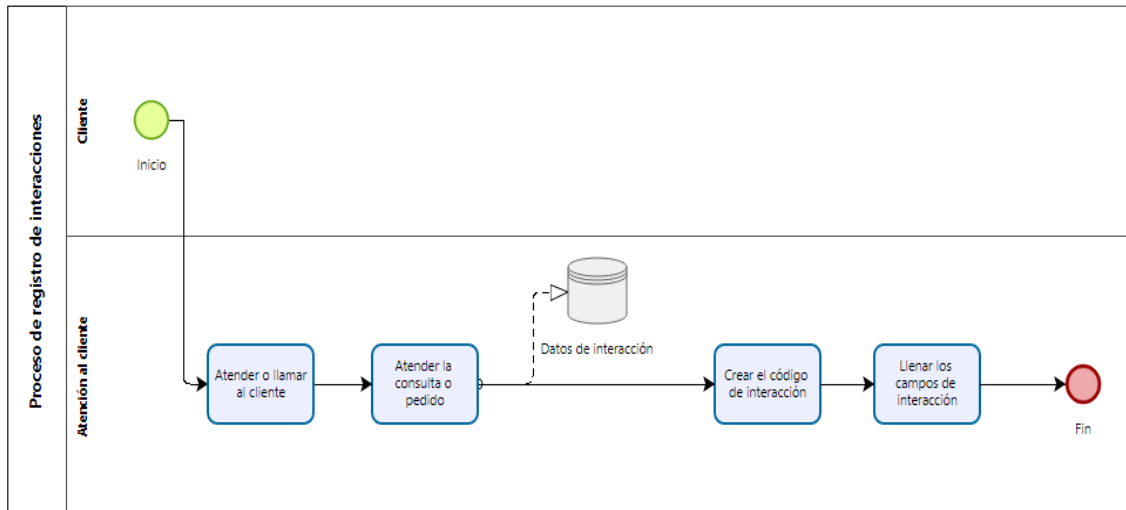 Proceso de registro de interacciones
Cliente
Inicio
Atención al cliente
Atender o llamar
al cliente
Atender la
consulta o
pedido
Datos de interacción
Crear el código
de interacción
Llenar los
campos de
interacción
Fin